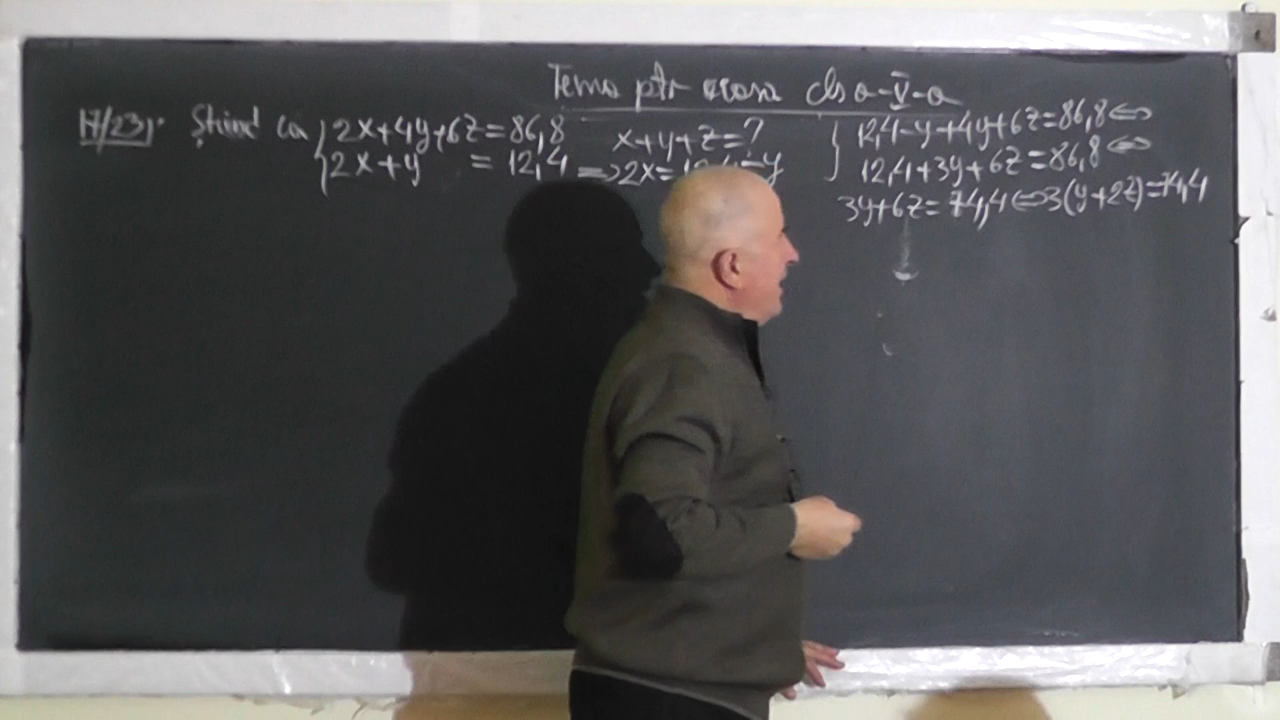 Tema ptr acasă cls a-V-a
17/23). Știind că 2x+4y+6z=86,8 x+y+z=?
2x+y = 12,4 => 2x=12,4-y
12,4-y+4y+6z=86,8 <=>
12,4+3y+6z=86,8 <=>
3y+6z=74,4 <=> 3(y+2z)=74,4